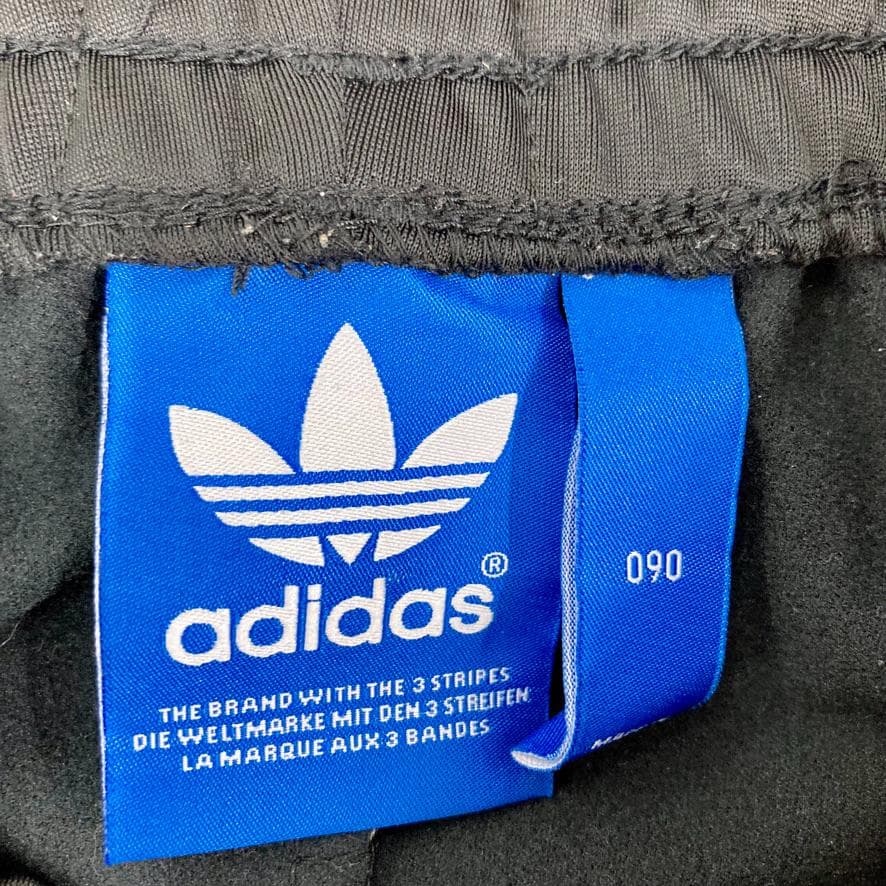 adidas®
THE BRAND WITH THE 3 STRIPES
DIE WELTMARKE MIT DEN 3 STREIFEN
LA MARQUE AUX 3 BANDES
090